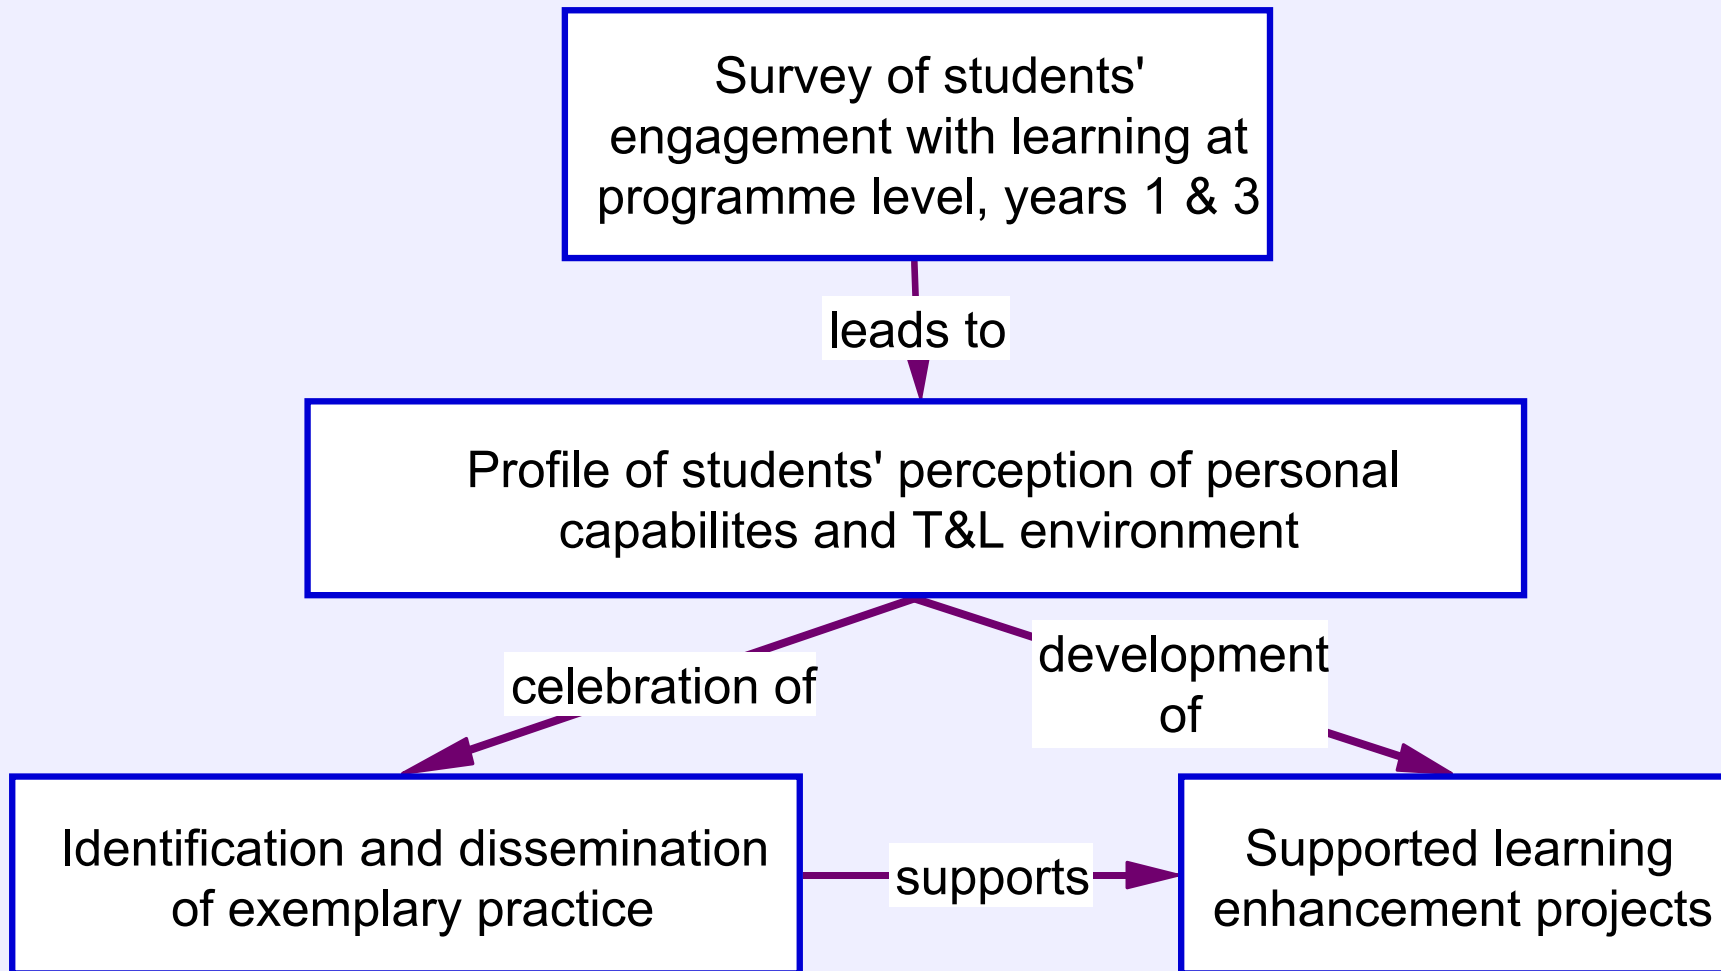 Survey of students'
engagement with learning at
programme level, years 1 & 3
leads to
Profile of students' perception of personal
capabilites and T&L environment
celebration of
development
of
Identification and dissemination
of exemplary practice
supports
Supported learning
enhancement projects